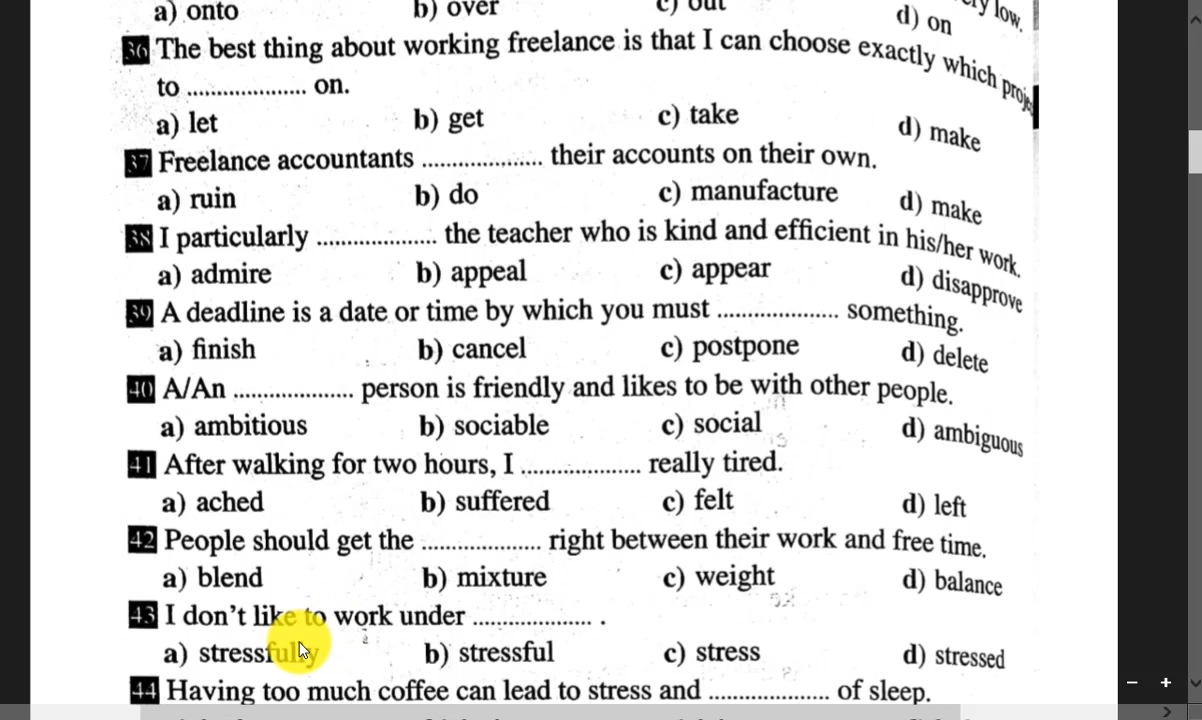 a) onto b) over c) out d) on
low.
36 The best thing about working freelance is that I can choose exactly which
to .................... on.
a) let b) get c) take d) make
37 Freelance accountants .................... their accounts on their own.
a) ruin b) do c) manufacture d) make
38 I particularly .................... the teacher who is kind and efficient in his/her work.
a) admire b) appeal c) appear d) disapprove
39 A deadline is a date or time by which you must .................... something.
a) finish b) cancel c) postpone d) delete
40 A/An .................... person is friendly and likes to be with other people.
a) ambitious b) sociable c) social d) ambiguous
41 After walking for two hours, I .................... really tired.
a) ached b) suffered c) felt d) left
42 People should get the .................... right between their work and free time.
a) blend b) mixture c) weight d) balance
43 I don't like to work under .................... .
a) stressfully b) stressful c) stress d) stressed
44 Having too much coffee can lead to stress and .................... of sleep.